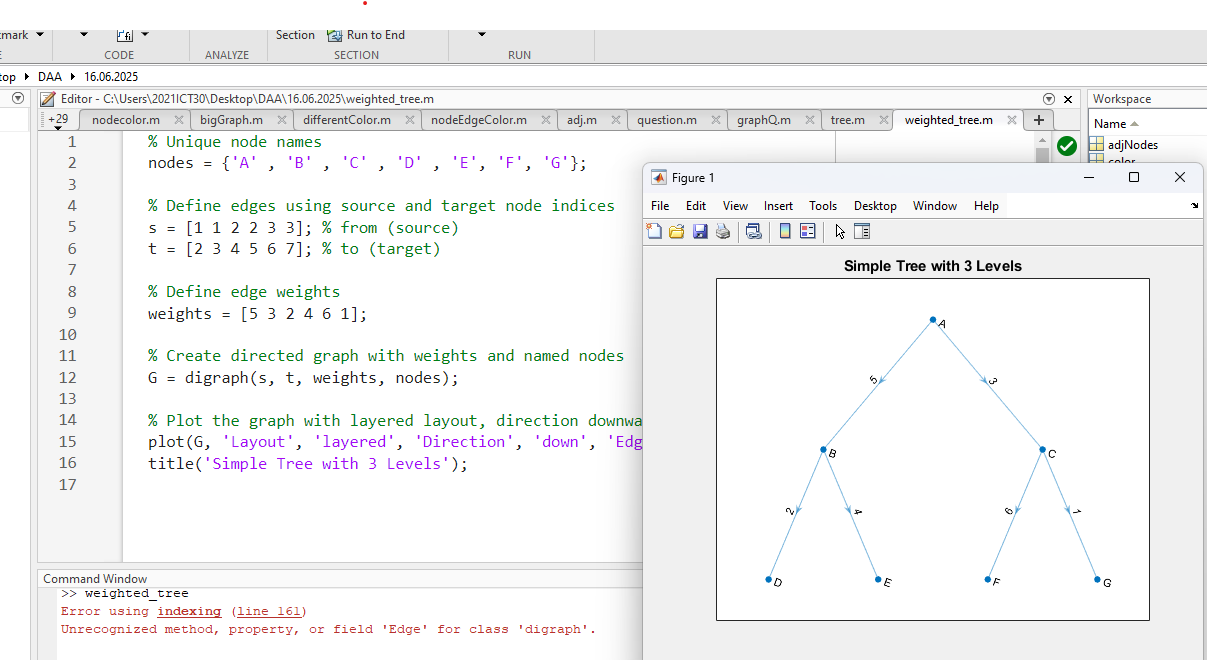 mark
Section Run to End
CODE ANALYZE SECTION RUN
top DAA 16.06.2025
Editor - C:\Users\2021ICT30\Desktop\DAA\16.06.2025\weighted_tree.m
Workspace
+29 nodecolor.m bigGraph.m differentColor.m nodeEdgeColor.m adj.m question.m graphQ.m tree.m weighted_tree.m
Name
adjNodes
color
1 % Unique node names
2 nodes = {'A' , 'B' , 'C' , 'D' , 'E', 'F' , 'G'};
3
4 % Define edges using source and target node indices
5 s = [1 1 2 2 3 3]; % from (source)
6 t = [2 3 4 5 6 7]; % to (target)
7
8 % Define edge weights
9 weights = [5 3 2 4 6 1];
10
11 % Create directed graph with weights and named nodes
12 G = digraph(s, t, weights, nodes);
13
14 % Plot the graph with layered layout, direction downwa
15 plot(G, 'Layout', 'layered', 'Direction', 'down', 'Edg
16 title('Simple Tree with 3 Levels');
17
Command Window
>> weighted_tree
Error using indexing (line 161)
Unrecognized method, property, or field 'Edge' for class 'digraph'.
Figure 1
File Edit View Insert Tools Desktop Window Help
Simple Tree with 3 Levels
A
5 3
B C
2 4 6 1
D E F G